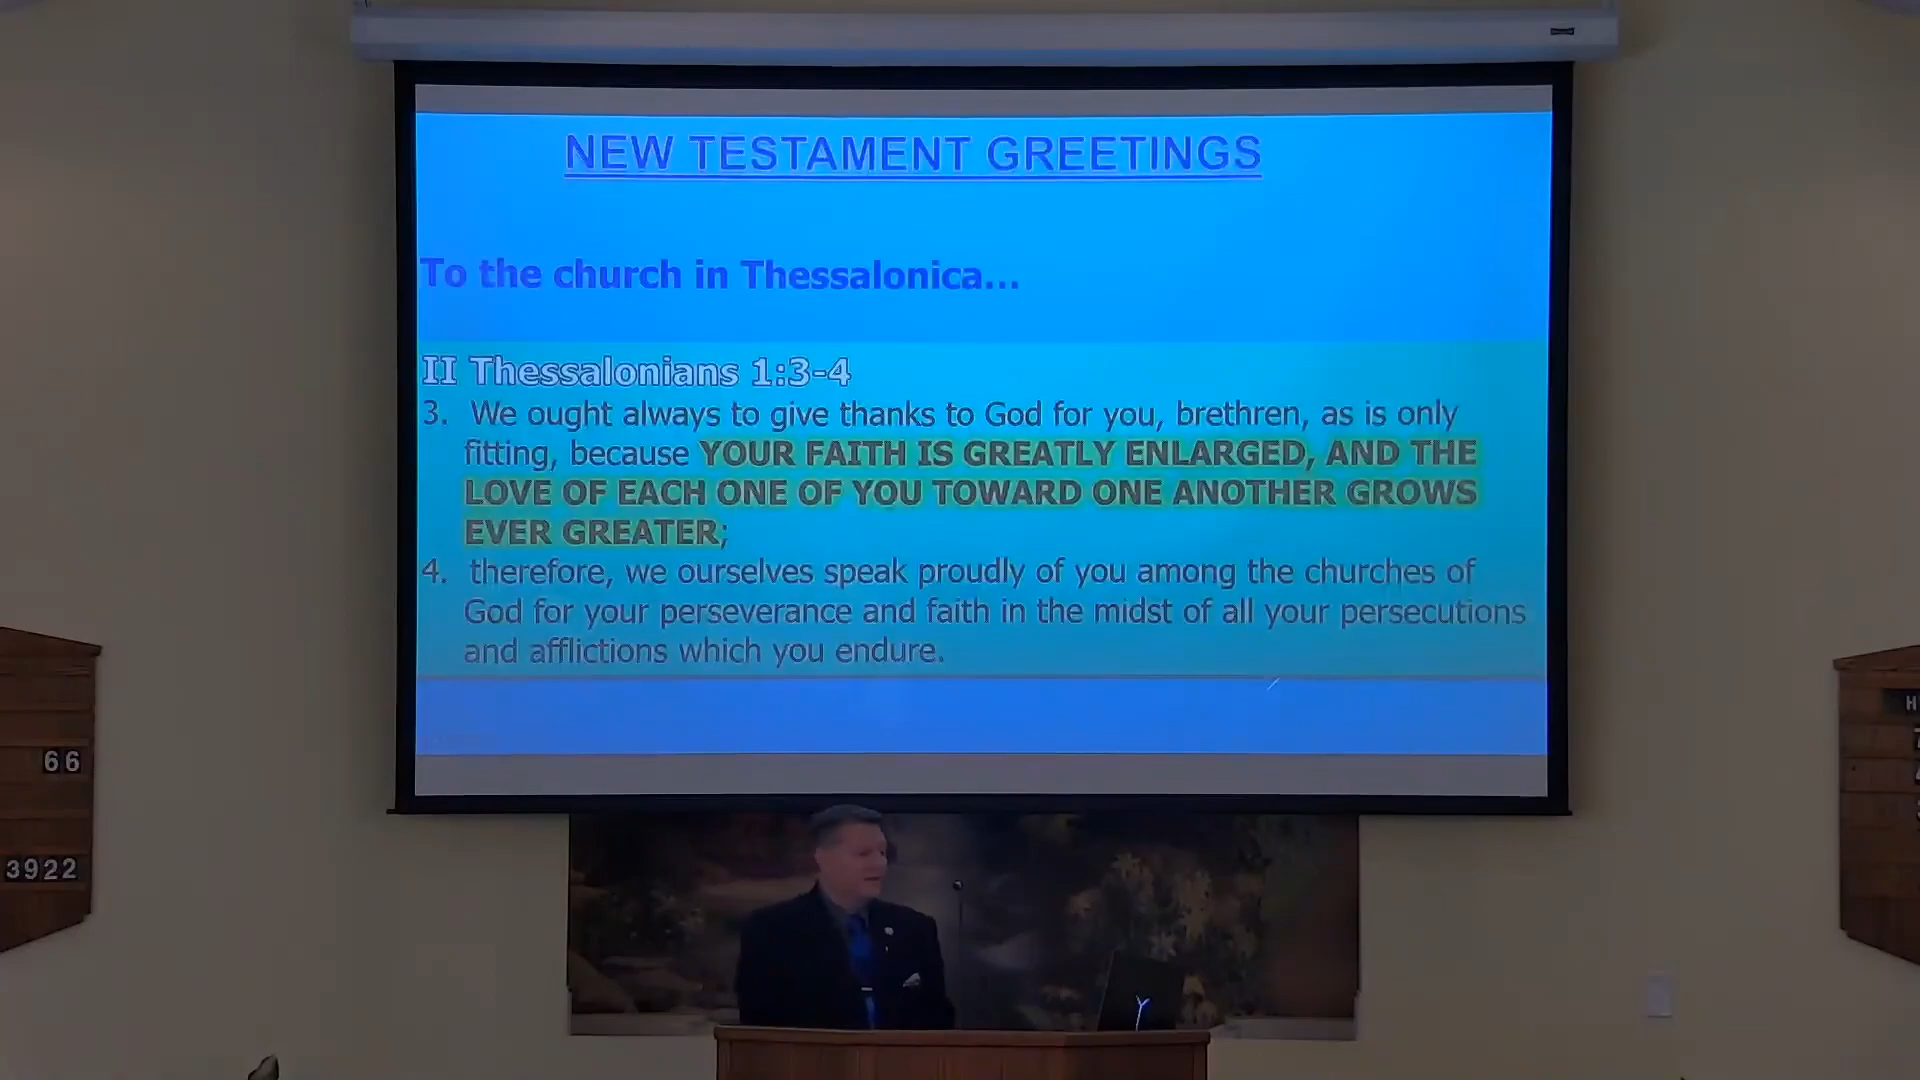 NEW TESTAMENT GREETINGS
To the church in Thessalonica...
II Thessalonians 1:3-4
3. We ought always to give thanks to God for you, brethren, as is only
fitting, because YOUR FAITH IS GREATLY ENLARGED, AND THE
LOVE OF EACH ONE OF YOU TOWARD ONE ANOTHER GROWS
EVER GREATER;
4. therefore, we ourselves speak proudly of you among the churches of
God for your perseverance and faith in the midst of all your persecutions
and afflictions which you endure.
66
3922
H